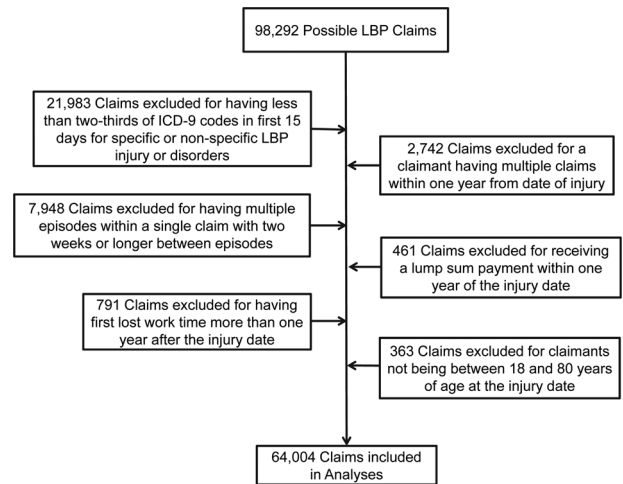 98,292 Possible LBP Claims
21,983 Claims excluded for having less
than two-thirds of ICD-9 codes in first 15
days for specific or non-specific LBP
injury or disorders
2,742 Claims excluded for a
claimant having multiple claims
within one year from date of injury
7,948 Claims excluded for having multiple
episodes within a single claim with two
weeks or longer between episodes
461 Claims excluded for receiving
a lump sum payment within one
year of the injury date
791 Claims excluded for having
first lost work time more than one
year after the injury date
363 Claims excluded for claimants
not being between 18 and 80 years
of age at the injury date
64,004 Claims included
in Analyses